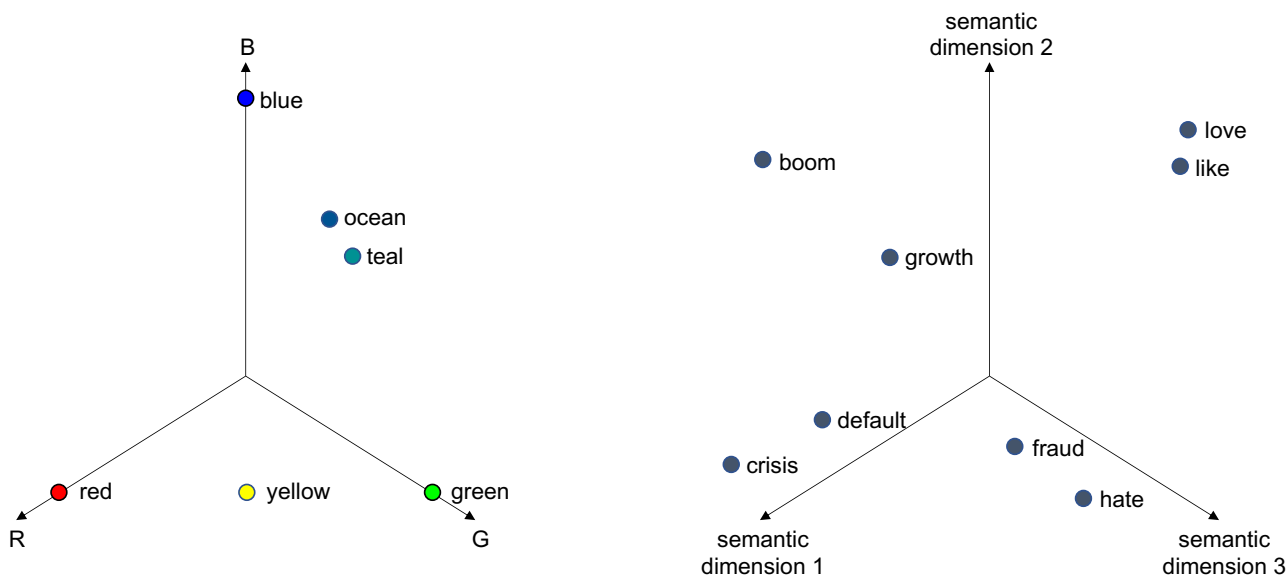 B
blue
ocean
teal
red
yellow
green
R
G
semantic
dimension 2
love
boom
like
growth
default
fraud
crisis
hate
semantic
dimension 1
semantic
dimension 3